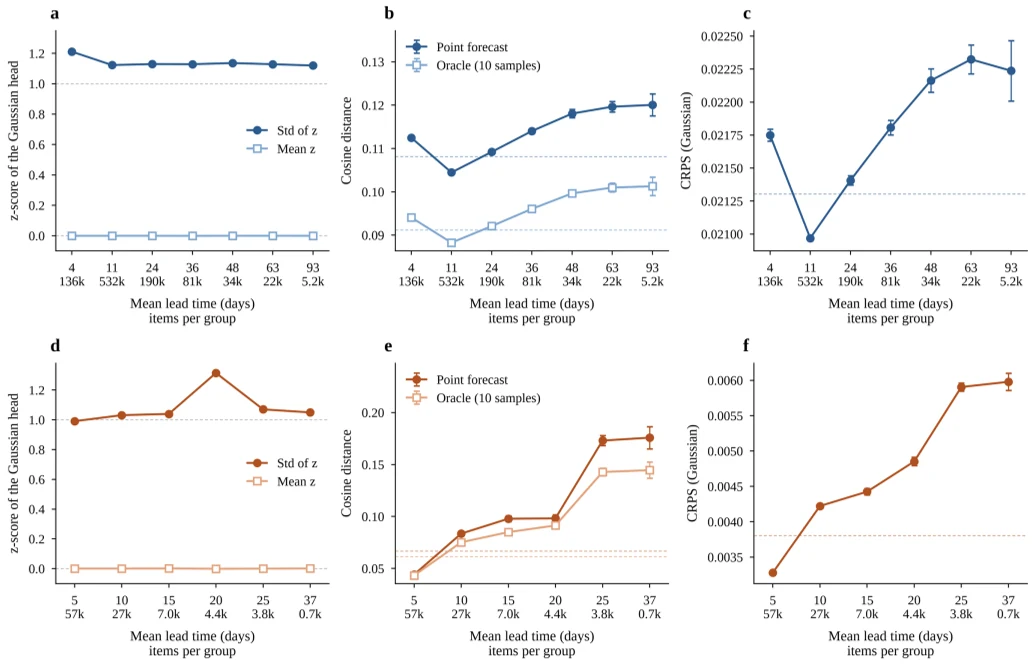 a
z-score of the Gaussian head
1.2
1.0
0.8
0.6
0.4
0.2
0.0
Std of z
Mean z
4 11 24 36 48 63 93
136k 532k 190k 81k 34k 22k 5.2k
Mean lead time (days)
items per group
b
Cosine distance
0.13
0.12
0.11
0.10
0.09
Point forecast
Oracle (10 samples)
4 11 24 36 48 63 93
136k 532k 190k 81k 34k 22k 5.2k
Mean lead time (days)
items per group
c
CRPS (Gaussian)
0.02250
0.02225
0.02200
0.02175
0.02150
0.02125
0.02100
4 11 24 36 48 63 93
136k 532k 190k 81k 34k 22k 5.2k
Mean lead time (days)
items per group
d
z-score of the Gaussian head
1.2
1.0
0.8
0.6
0.4
0.2
0.0
Std of z
Mean z
5 10 15 20 25 37
57k 27k 7.0k 4.4k 3.8k 0.7k
Mean lead time (days)
items per group
e
Cosine distance
0.20
0.15
0.10
0.05
Point forecast
Oracle (10 samples)
5 10 15 20 25 37
57k 27k 7.0k 4.4k 3.8k 0.7k
Mean lead time (days)
items per group
f
CRPS (Gaussian)
0.0060
0.0055
0.0050
0.0045
0.0040
0.0035
5 10 15 20 25 37
57k 27k 7.0k 4.4k 3.8k 0.7k
Mean lead time (days)
items per group